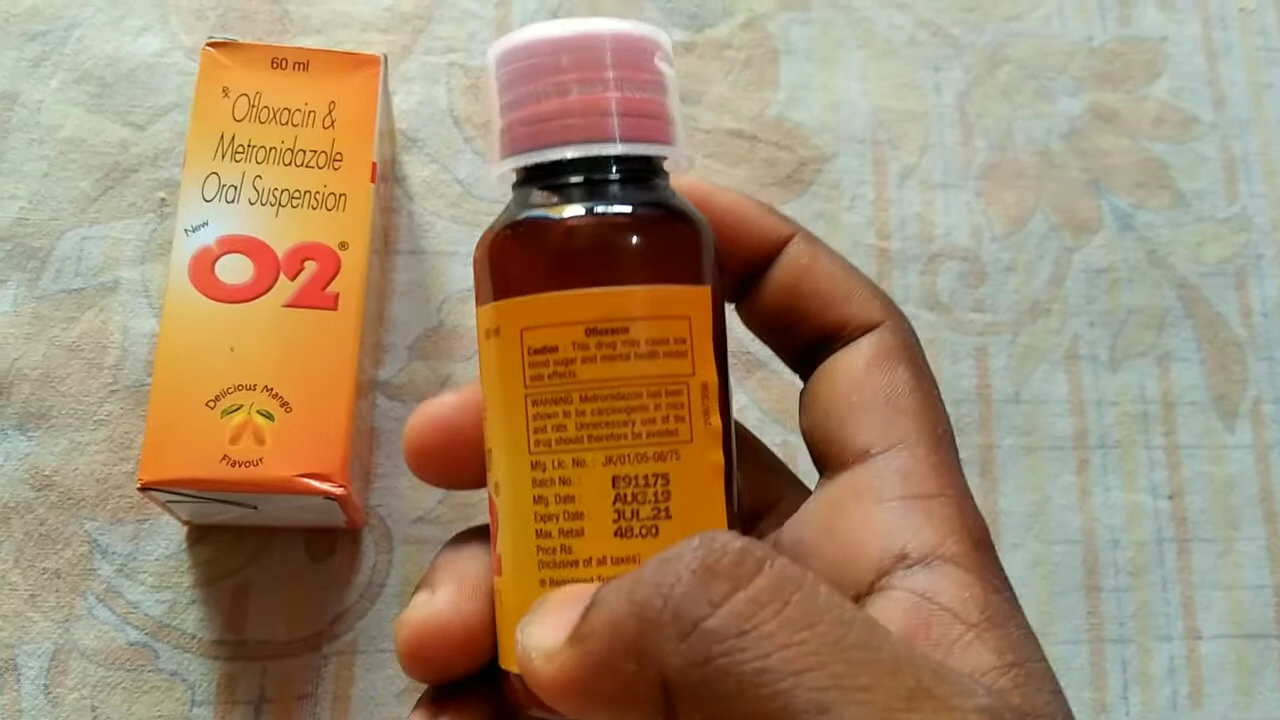 60 ml
Rx Ofloxacin &
Metronidazole
Oral Suspension
New
O2®
Delicious Mango
Flavour
Ofloxacin
Caution : This drug may cause low
blood sugar and mental health related
side effects.
WARNING: Metronidazole has been
shown to be carcinogenic in mice
and rats. Unnecessary use of the
drug should therefore be avoided.
Mfg. Lic. No. : JK/01/05-06/75
Batch No. : E91175
Mfg. Date : AUG.19
Expiry Date : JUL.21
Max. Retail 48.00
Price Rs.
(Inclusive of all taxes)
® Registered